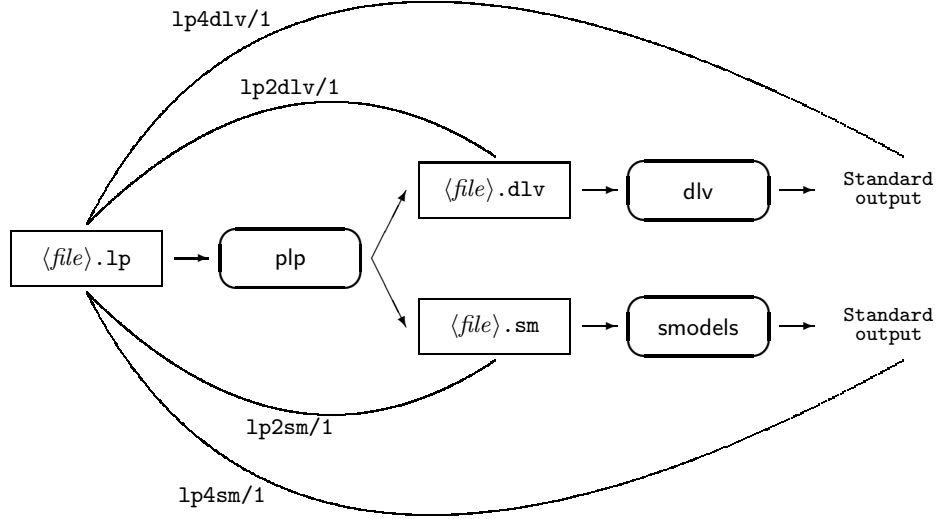 lp4dlv/1
lp2dlv/1
⟨file⟩.dlv
dlv
Standard
output
⟨file⟩.lp
plp
⟨file⟩.sm
smodels
Standard
output
lp2sm/1
lp4sm/1